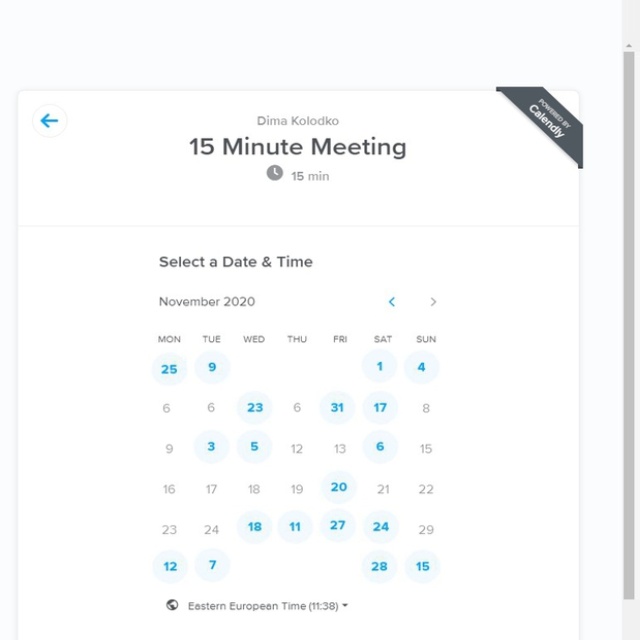 POWERED BY
Calendly
Dima Kolodko
15 Minute Meeting
15 min
Select a Date & Time
November 2020
MON TUE WED THU FRI SAT SUN
25 9 1 4
6 6 23 6 31 17 8
9 3 5 12 13 6 15
16 17 18 19 20 21 22
23 24 18 11 27 24 29
12 7 28 15
Eastern European Time (11:38)